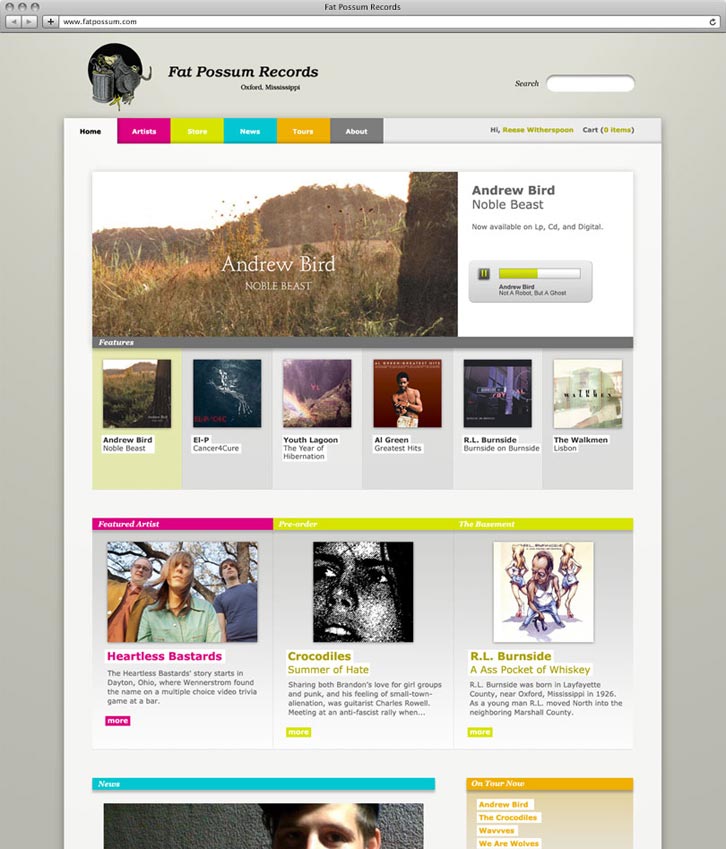 Fat Possum Records
www.fatpossum.com
Fat Possum Records
Oxford, Mississippi
Search
Home Artists Store News Tours About Hi, Reese Witherspoon Cart (0 items)
Andrew Bird
NOBLE BEAST
Andrew Bird
Noble Beast
Now available on Lp, Cd, and Digital.
Andrew Bird
Not A Robot, But A Ghost
Features
YL
EL-P
AL GREEN GREATEST HITS
Andrew Bird
Noble Beast
El-P
Cancer4Cure
Youth Lagoon
The Year of
Hibernation
Al Green
Greatest Hits
R.L. Burnside
Burnside on Burnside
The Walkmen
Lisbon
Featured Artist
Pre-order
The Basement
Heartless Bastards
The Heartless Bastards' story starts in
Dayton, Ohio, where Wennerstrom found
the name on a multiple choice video trivia
game at a bar.
more
Crocodiles
Summer of Hate
Sharing both Brandon's love for girl groups
and punk, and his feeling of small-town-
alienation, was guitarist Charles Rowell.
Meeting at an anti-fascist rally when...
more
R.L. Burnside
A Ass Pocket of Whiskey
R.L. Burnside was born in Layfayette
County, near Oxford, Mississippi in 1926.
As a young man R.L. moved North into the
neighboring Marshall County.
more
News
On Tour Now
Andrew Bird
The Crocodiles
Wavvves
We Are Wolves